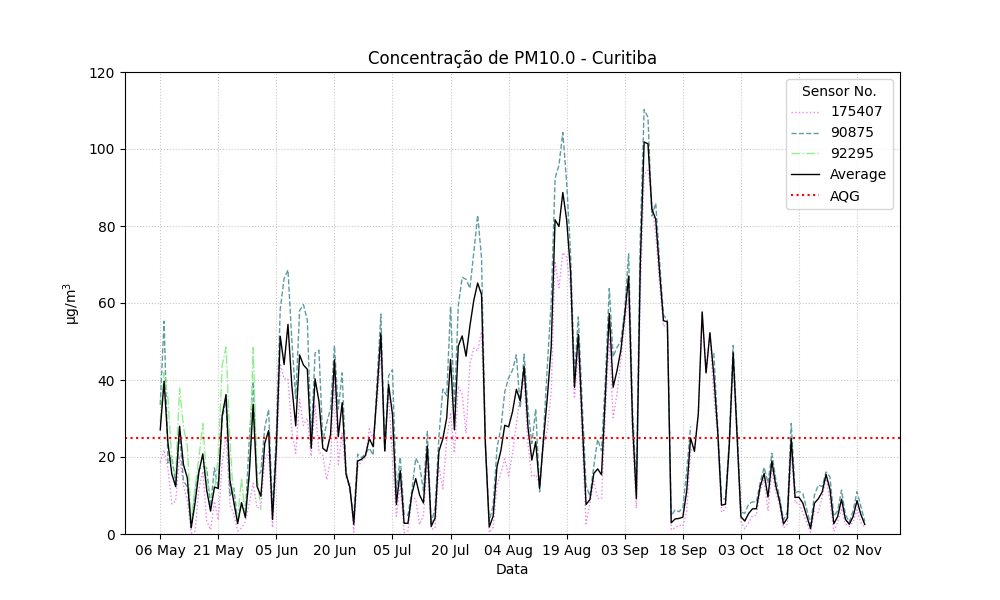 Concentração de PM10.0 - Curitiba
120
100
80
60
40
20
0
µg/m³
Sensor No.
175407
90875
92295
Average
AQG
06 May 21 May 05 Jun 20 Jun 05 Jul 20 Jul 04 Aug 19 Aug 03 Sep 18 Sep 03 Oct 18 Oct 02 Nov
Data